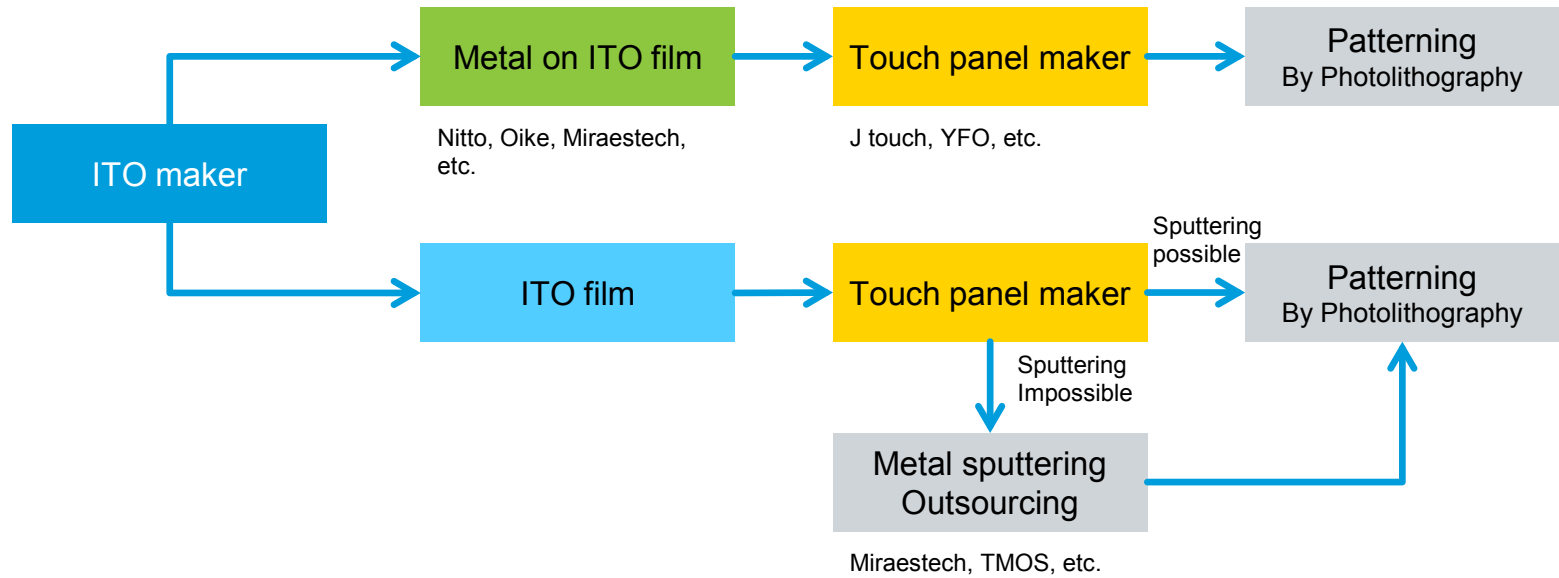 Metal on ITO film
Touch panel maker
Patterning
By Photolithography
Nitto, Oike, Miraestech,
etc.
J touch, YFO, etc.
ITO maker
ITO film
Touch panel maker
Sputtering
possible
Patterning
By Photolithography
Sputtering
Impossible
Metal sputtering
Outsourcing
Miraestech, TMOS, etc.